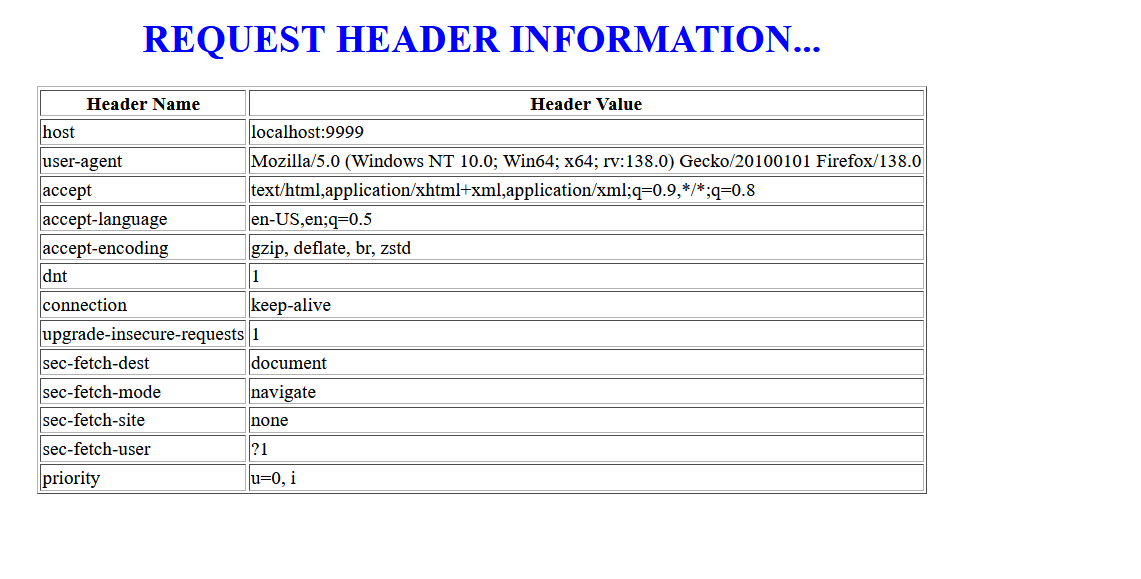 REQUEST HEADER INFORMATION...
Header Name Header Value
host localhost:9999
user-agent Mozilla/5.0 (Windows NT 10.0; Win64; x64; rv:138.0) Gecko/20100101 Firefox/138.0
accept text/html,application/xhtml+xml,application/xml;q=0.9,*/*;q=0.8
accept-language en-US,en;q=0.5
accept-encoding gzip, deflate, br, zstd
dnt 1
connection keep-alive
upgrade-insecure-requests 1
sec-fetch-dest document
sec-fetch-mode navigate
sec-fetch-site none
sec-fetch-user ?1
priority u=0, i